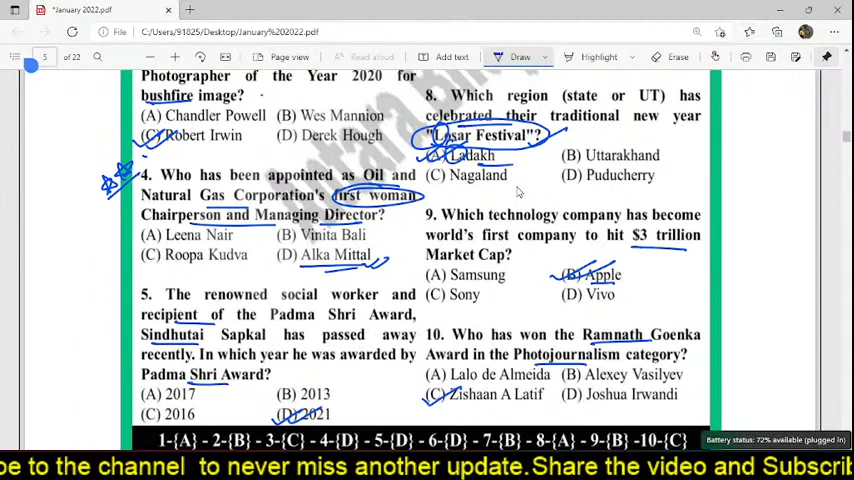 *January 2022.pdf
File
C:/Users/91825/Desktop/January%202022.pdf
5
of 22
Page view
Read aloud
Add text
Draw
Highlight
Erase
Photographer of the Year 2020 for
bushfire image?
(A) Chandler Powell (B) Wes Mannion
(C) Robert Irwin (D) Derek Hough
4. Who has been appointed as Oil and
Natural Gas Corporation's first woman
Chairperson and Managing Director?
(A) Leena Nair (B) Vinita Bali
(C) Roopa Kudva (D) Alka Mittal
5. The renowned social worker and
recipient of the Padma Shri Award,
Sindhutai Sapkal has passed away
recently. In which year he was awarded by
Padma Shri Award?
(A) 2017 (B) 2013
(C) 2016 (D) 2021
8. Which region (state or UT) has
celebrated their traditional new year
"Losar Festival"?
(A) Ladakh (B) Uttarakhand
(C) Nagaland (D) Puducherry
9. Which technology company has become
world's first company to hit $3 trillion
Market Cap?
(A) Samsung (B) Apple
(C) Sony (D) Vivo
10. Who has won the Ramnath Goenka
Award in the Photojournalism category?
(A) Lalo de Almeida (B) Alexey Vasilyev
(C) Zishaan A Latif (D) Joshua Irwandi
1-{A} - 2-{B} - 3-{C} - 4-{D} - 5-{D} - 6-{D} - 7-{B} - 8-{A} - 9-{B} -10-{C}
Battery status: 72% available (plugged in)
be to the channel to never miss another update.Share the video and Subscrib